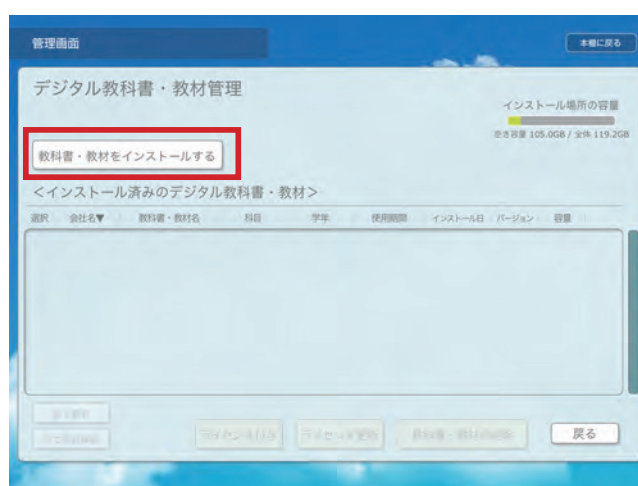 管理画面
本棚に戻る
デジタル教科書・教材管理
インストール場所の容量
空き容量 105.0GB / 全体 119.2GB
教科書・教材をインストールする
＜インストール済みのデジタル教科書・教材＞
選択 会社名▼ 教科書・教材名 科目 学年 使用期間 インストール日 バージョン 容量
戻る